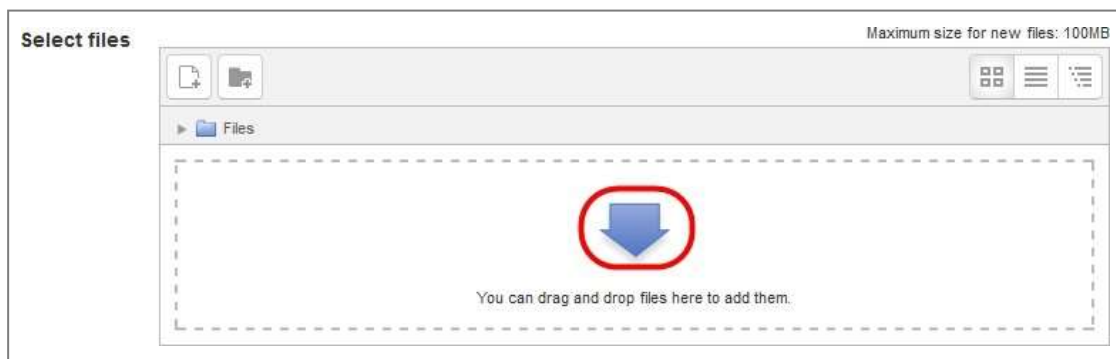 Select files
Maximum size for new files: 100MB
Files
You can drag and drop files here to add them.